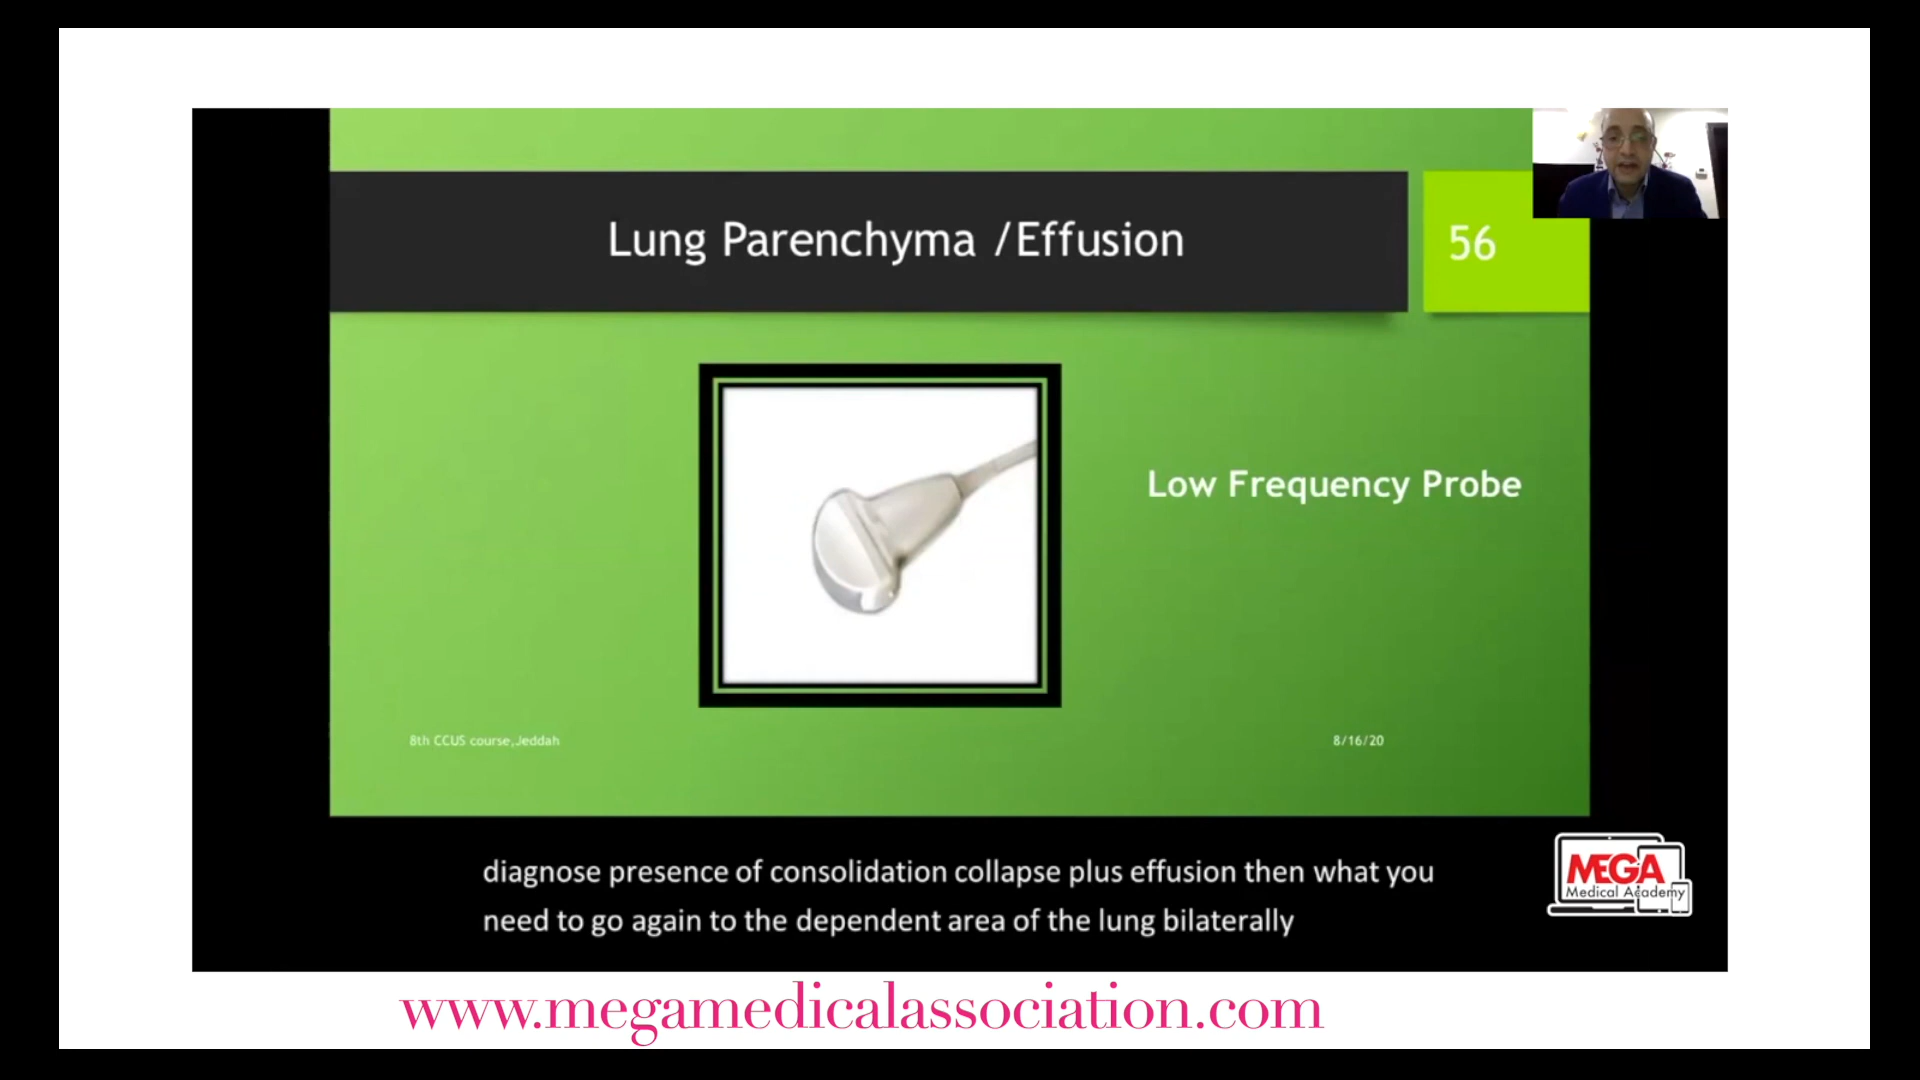 Lung Parenchyma /Effusion
56
Low Frequency Probe
8th CCUS course,Jeddah
8/16/20
diagnose presence of consolidation collapse plus effusion then what you
need to go again to the dependent area of the lung bilaterally
MEGA
Medical Academy
www.megamedicalassociation.com